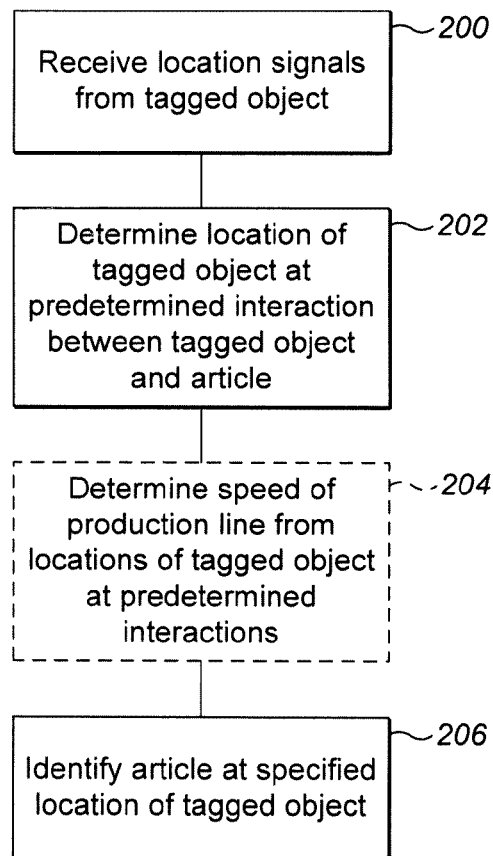 200
Receive location signals
from tagged object
202
Determine location of
tagged object at
predetermined interaction
between tagged object
and article
204
Determine speed of
production line from
locations of tagged object
at predetermined
interactions
206
Identify article at specified
location of tagged object